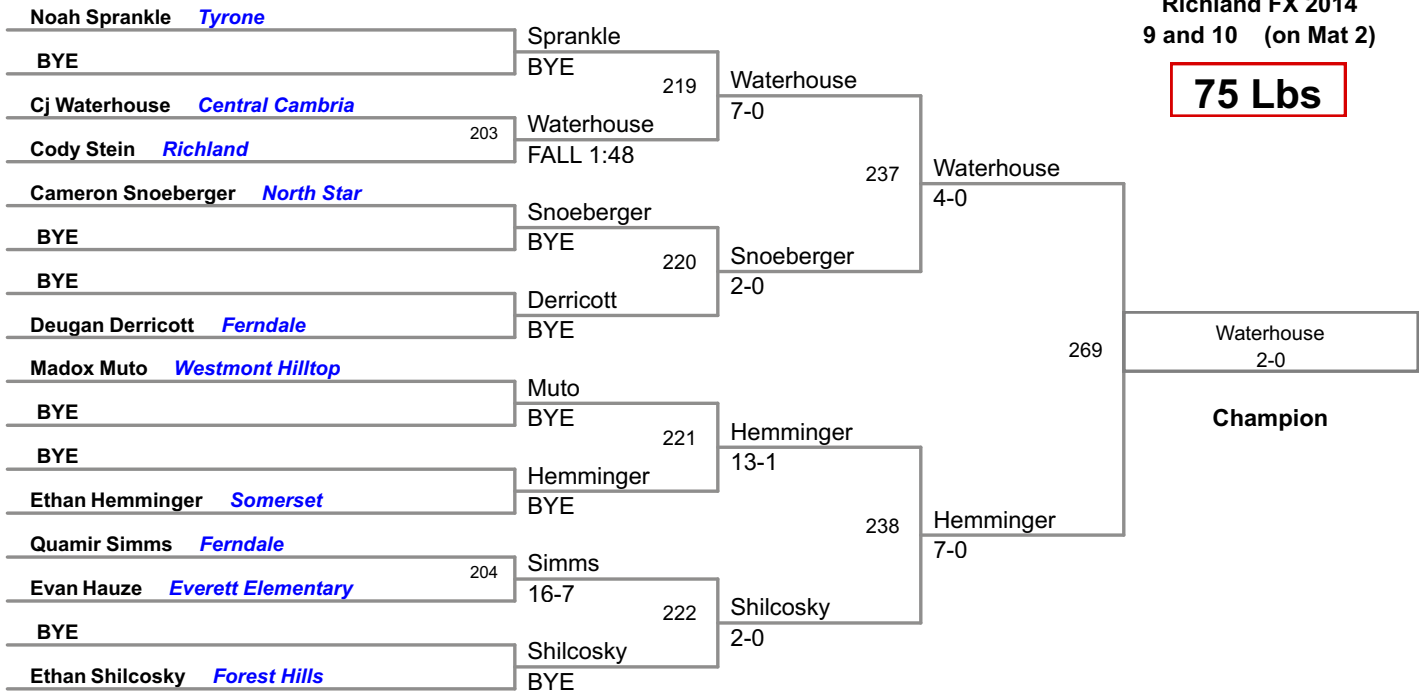 Richland FX 2014
9 and 10 (on Mat 2)
75 Lbs
Noah Sprankle Tyrone
BYE
Cj Waterhouse Central Cambria
203
Cody Stein Richland
Cameron Snoeberger North Star
BYE
BYE
Deugan Derricott Ferndale
Madox Muto Westmont Hilltop
BYE
BYE
Ethan Hemminger Somerset
Quamir Simms Ferndale
204
Evan Hauze Everett Elementary
BYE
Ethan Shilcosky Forest Hills
Sprankle
BYE
219
Waterhouse
FALL 1:48
Snoeberger
BYE
220
Derricott
BYE
Muto
BYE
221
Hemminger
BYE
Simms
16-7
222
Shilcosky
BYE
Waterhouse
7-0
237
Snoeberger
2-0
Hemminger
13-1
238
Shilcosky
2-0
Waterhouse
4-0
269
Hemminger
7-0
Waterhouse
2-0
Champion